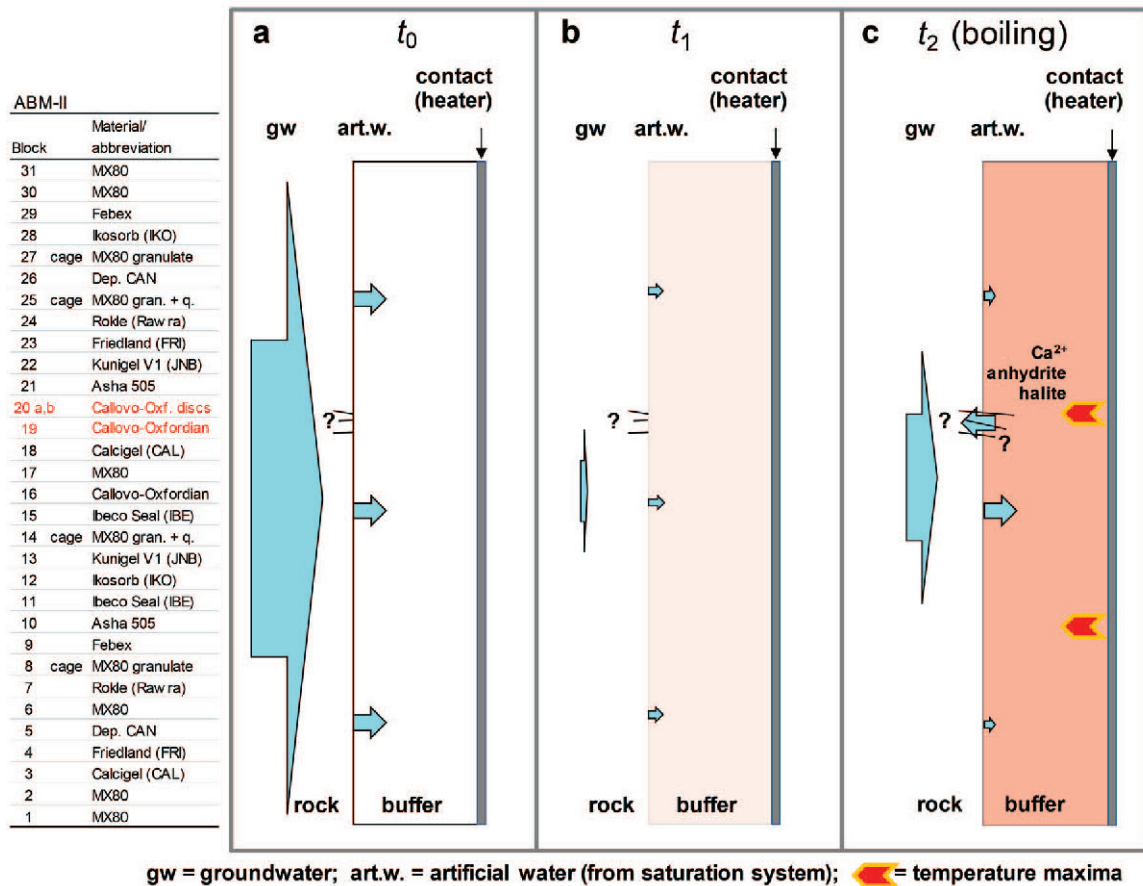 ABM-II
Material/
Block abbreviation
31 MX80
30 MX80
29 Febex
28 Ikosorb (IKO)
27 cage MX80 granulate
26 Dep. CAN
25 cage MX80 gran. + q.
24 Rokle (Rawra)
23 Friedland (FRI)
22 Kunigel V1 (JNB)
21 Asha 505
20 a,b Callovo-Oxf. discs
19 Callovo-Oxfordian
18 Calcigel (CAL)
17 MX80
16 Callovo-Oxfordian
15 Ibeco Seal (IBE)
14 cage MX80 gran. + q.
13 Kunigel V1 (JNB)
12 Ikosorb (IKO)
11 Ibeco Seal (IBE)
10 Asha 505
9 Febex
8 cage MX80 granulate
7 Rokle (Rawra)
6 MX80
5 Dep. CAN
4 Friedland (FRI)
3 Calcigel (CAL)
2 MX80
1 MX80
a t0
contact
(heater)
gw art.w.
?
rock buffer
b t1
contact
(heater)
gw art.w.
?
rock buffer
c t2 (boiling)
contact
(heater)
gw art.w.
Ca2+
anhydrite
halite
?
?
rock buffer
gw = groundwater; art.w. = artificial water (from saturation system); = temperature maxima